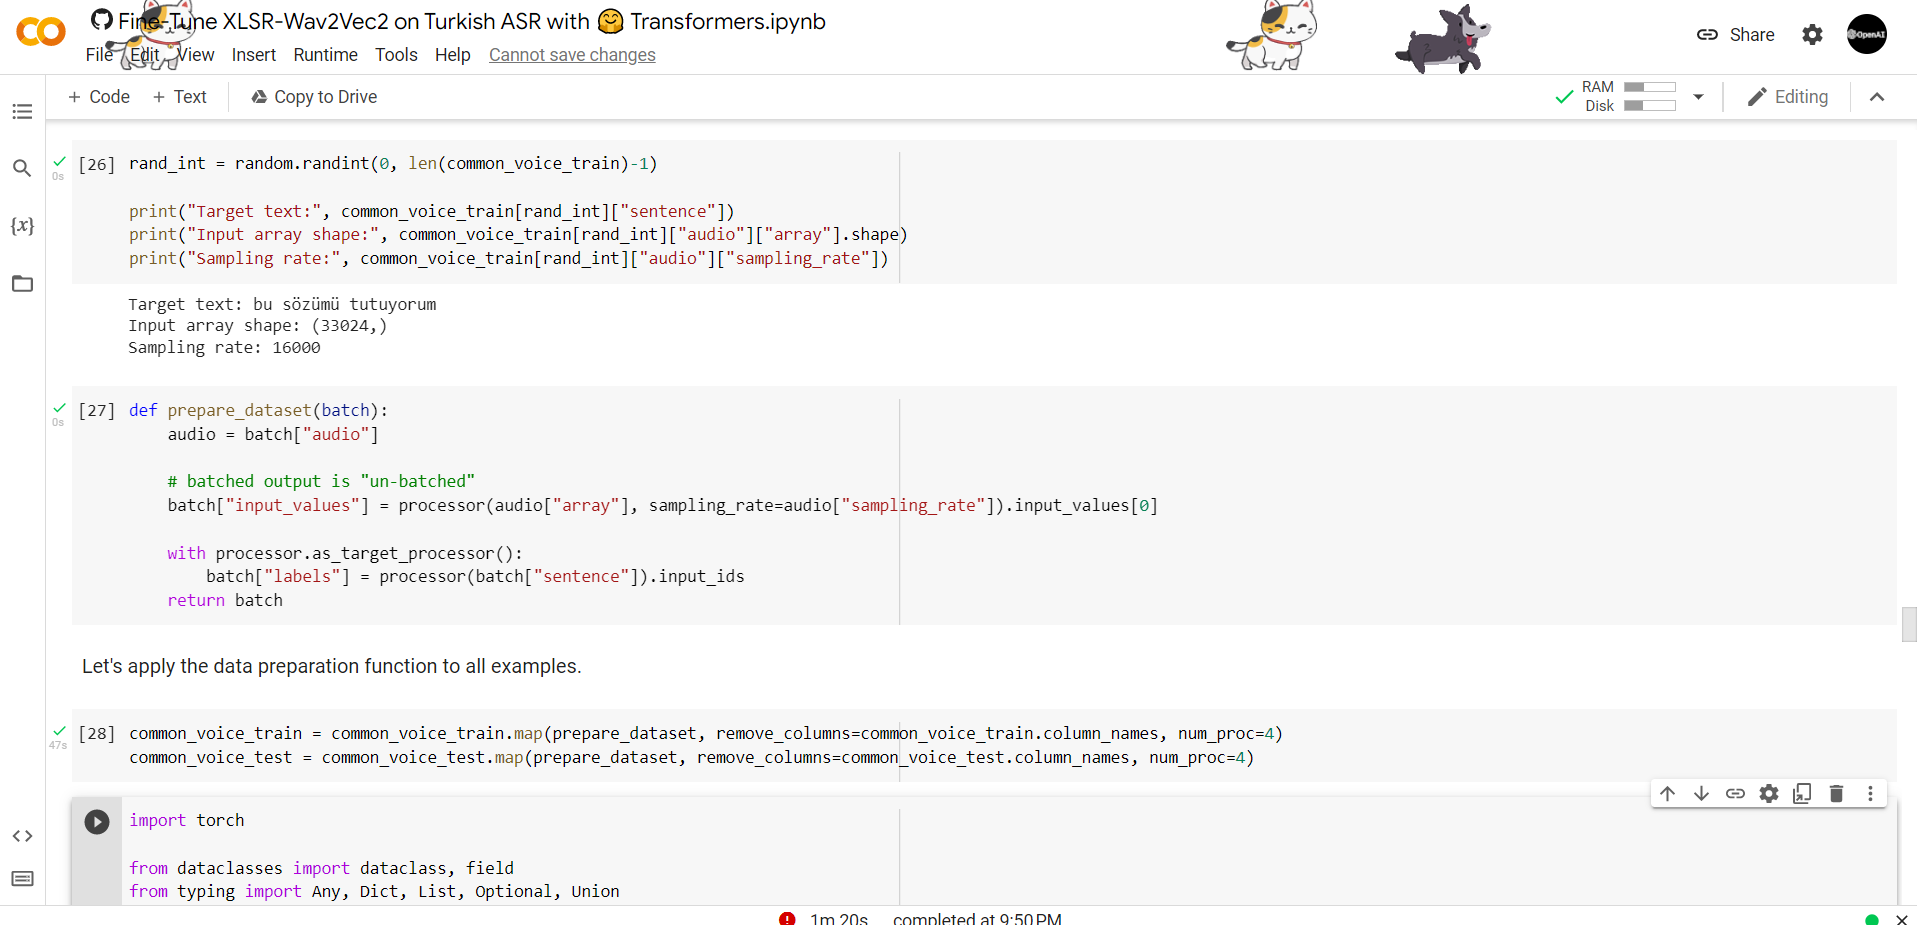 Fine-Tune XLSR-Wav2Vec2 on Turkish ASR with 🤗 Transformers.ipynb
File Edit View Insert Runtime Tools Help Cannot save changes
Share
OpenAI
+ Code + Text Copy to Drive
RAM
Disk
Editing
[26] rand_int = random.randint(0, len(common_voice_train)-1)
0s
print("Target text:", common_voice_train[rand_int]["sentence"])
print("Input array shape:", common_voice_train[rand_int]["audio"]["array"].shape)
print("Sampling rate:", common_voice_train[rand_int]["audio"]["sampling_rate"])
Target text: bu sözümü tutuyorum
Input array shape: (33024,)
Sampling rate: 16000
[27] def prepare_dataset(batch):
0s
    audio = batch["audio"]
    # batched output is "un-batched"
    batch["input_values"] = processor(audio["array"], sampling_rate=audio["sampling_rate"]).input_values[0]
    with processor.as_target_processor():
        batch["labels"] = processor(batch["sentence"]).input_ids
    return batch
Let's apply the data preparation function to all examples.
[28] common_voice_train = common_voice_train.map(prepare_dataset, remove_columns=common_voice_train.column_names, num_proc=4)
47s
common_voice_test = common_voice_test.map(prepare_dataset, remove_columns=common_voice_test.column_names, num_proc=4)
import torch
from dataclasses import dataclass, field
from typing import Any, Dict, List, Optional, Union
1m 20s completed at 9:50 PM